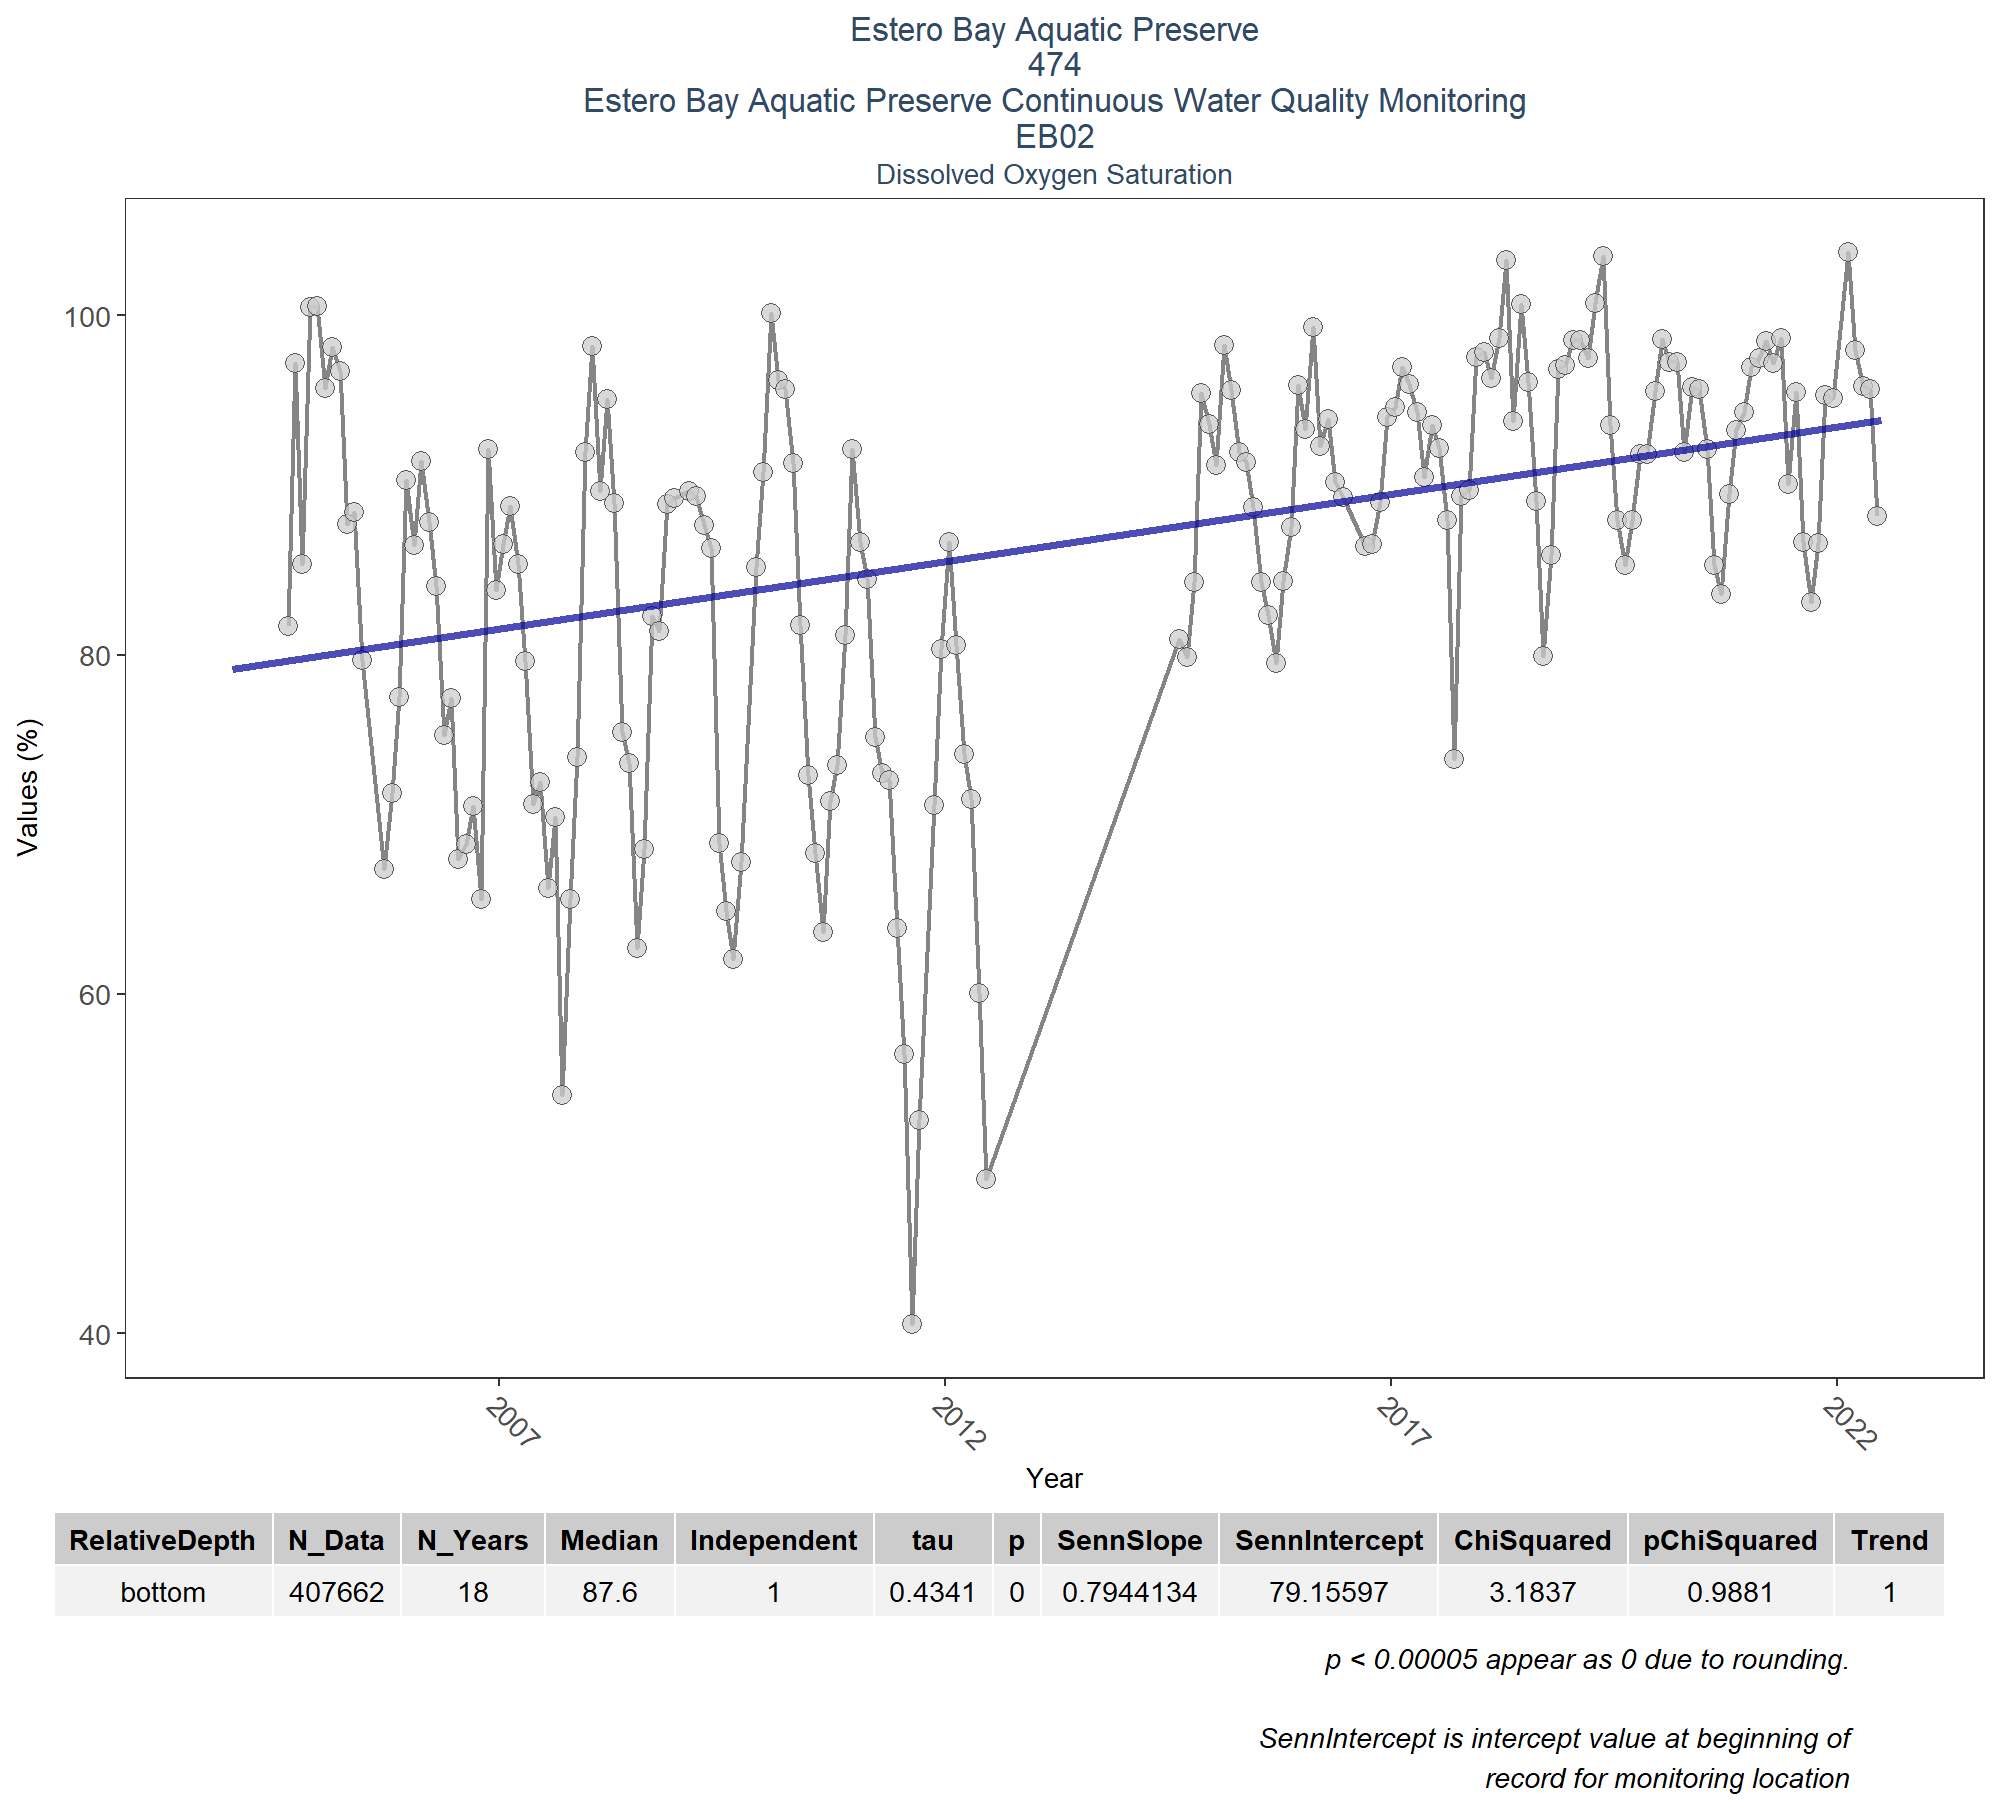 Estero Bay Aquatic Preserve
474
Estero Bay Aquatic Preserve Continuous Water Quality Monitoring
EB02
Dissolved Oxygen Saturation
100
80
60
40
Values (%)
2007 2012 2017 2022
Year
RelativeDepth N_Data N_Years Median Independent tau p SennSlope SennIntercept ChiSquared pChiSquared Trend
bottom 407662 18 87.6 1 0.4341 0 0.7944134 79.15597 3.1837 0.9881 1
p < 0.00005 appear as 0 due to rounding.
SennIntercept is intercept value at beginning of
record for monitoring location